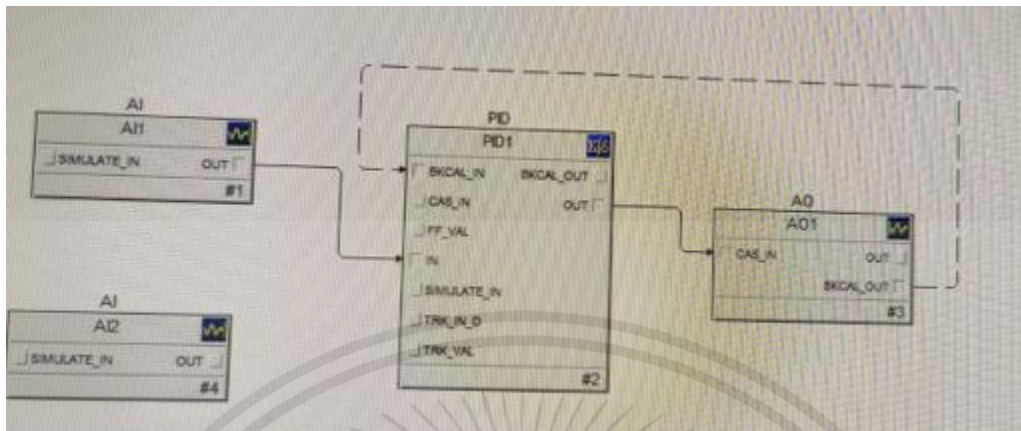 AI
AI1
SIMULATE_IN OUT
#1
PID
PID1
BKCAL_IN BKCAL_OUT
CAS_IN OUT
FF_VAL
IN
SIMULATE_IN
TRK_IN_D
TRK_VAL
#2
AO
AO1
CAS_IN OUT
BKCAL_OUT
#3
AI
AI2
SIMULATE_IN OUT
#4